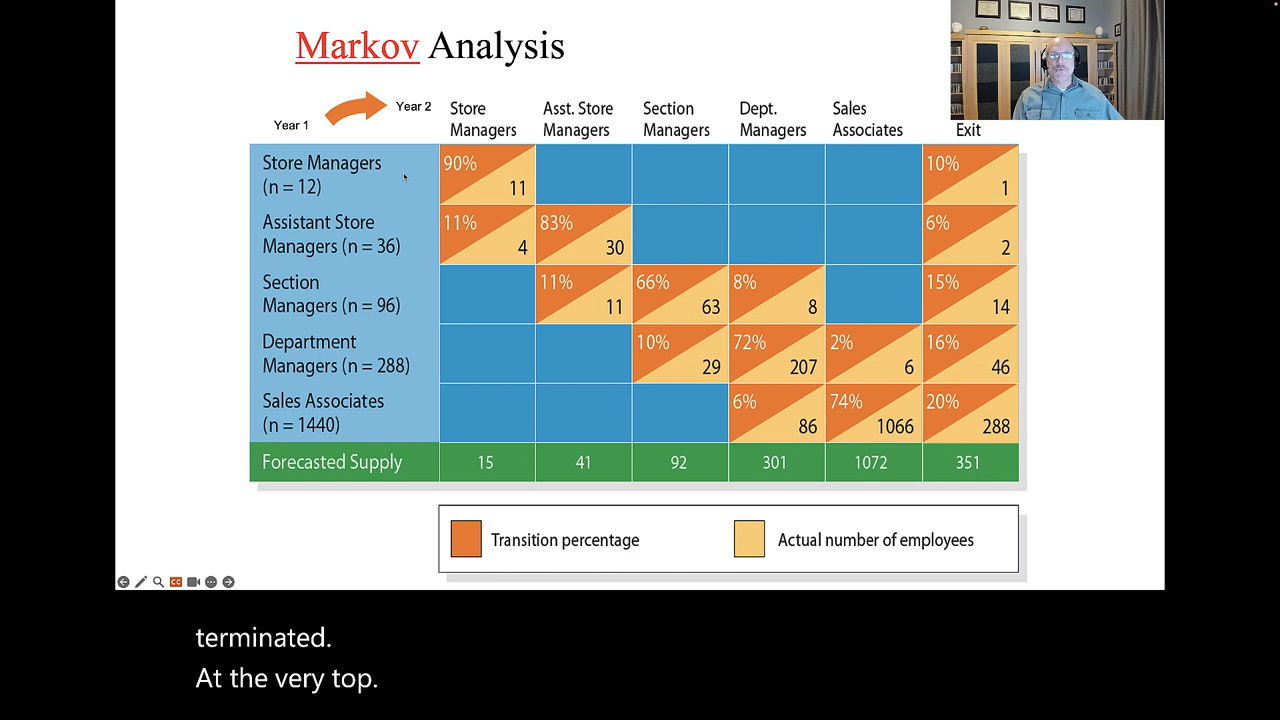 Markov Analysis
Year 1
Year 2
Store Managers
Asst. Store Managers
Section Managers
Dept. Managers
Sales Associates
Exit
Store Managers (n = 12)
90% 11
10% 1
Assistant Store Managers (n = 36)
11% 4
83% 30
6% 2
Section Managers (n = 96)
11% 11
66% 63
8% 8
15% 14
Department Managers (n = 288)
10% 29
72% 207
2% 6
16% 46
Sales Associates (n = 1440)
6% 86
74% 1066
20% 288
Forecasted Supply 15 41 92 301 1072 351
Transition percentage
Actual number of employees
CC
terminated.
At the very top.